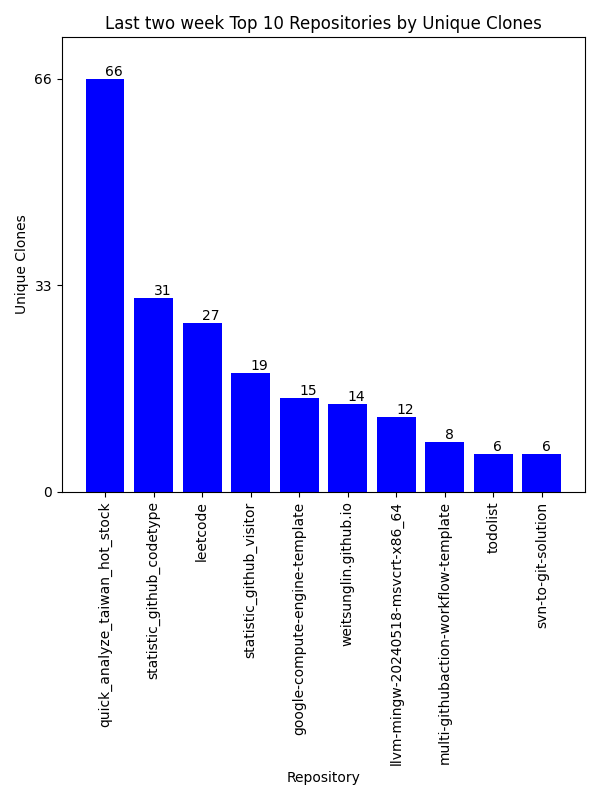 Last two week Top 10 Repositories by Unique Clones
Unique Clones
66
33
0
66
31
27
19
15
14
12
8
6
6
quick_analyze_taiwan_hot_stock
statistic_github_codetype
leetcode
statistic_github_visitor
google-compute-engine-template
weitsunglin.github.io
llvm-mingw-20240518-msvcrt-x86_64
multi-githubaction-workflow-template
todolist
svn-to-git-solution
Repository